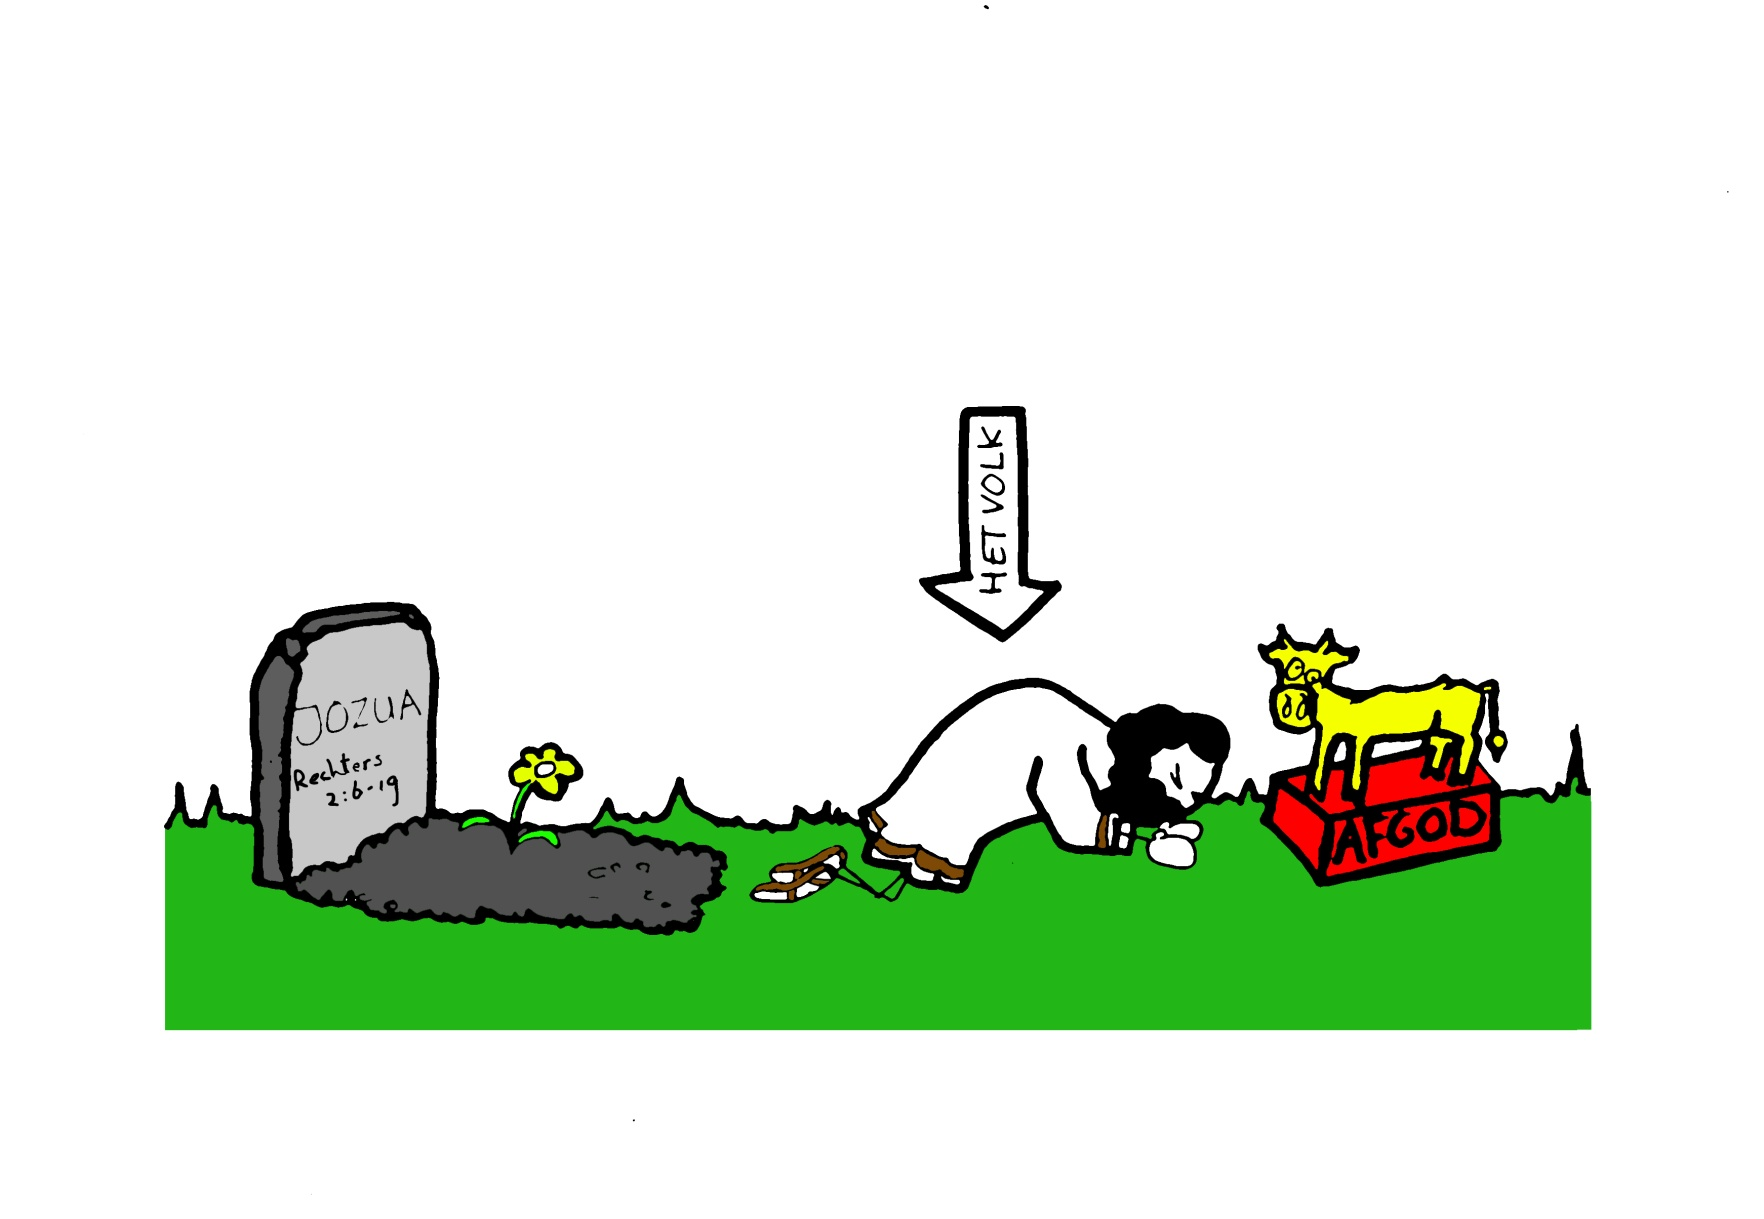 HET VOLK
JOZUA
Rechters
2:6-19
AFGOD